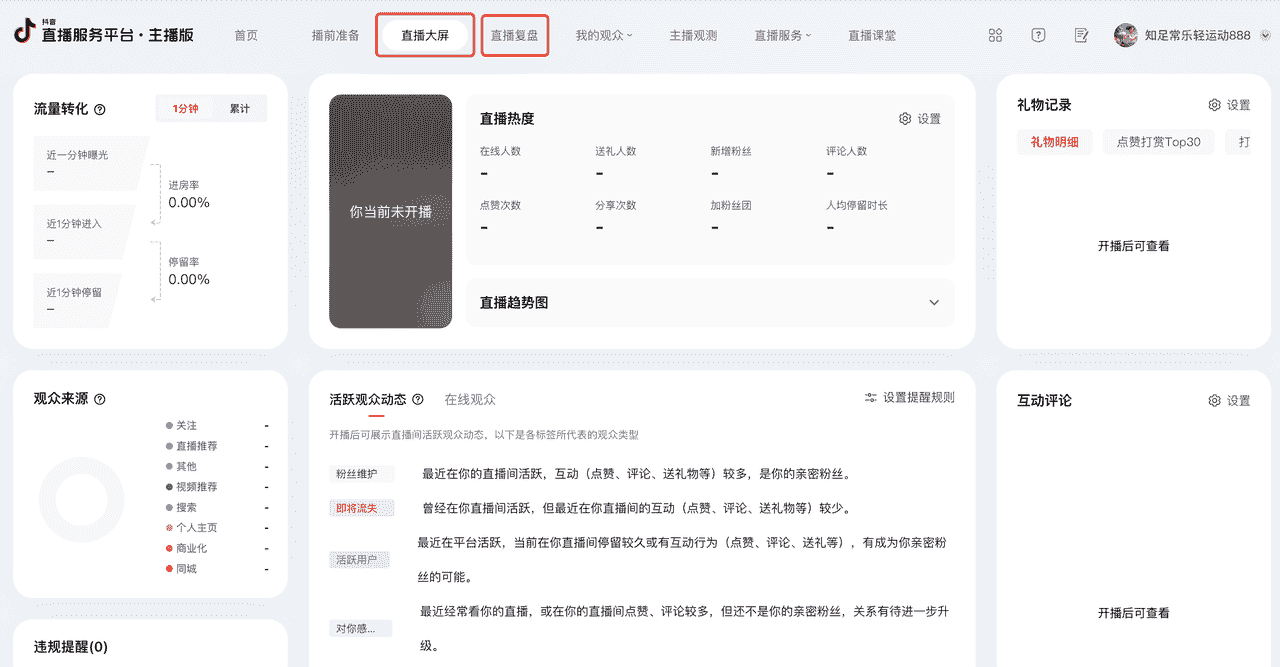 抖音
直播服务平台·主播版
首页
播前准备
直播大屏
直播复盘
我的观众
主播观测
直播服务
直播课堂
知足常乐轻运动888
流量转化
1分钟
累计
近一分钟曝光
–
近1分钟进入
–
近1分钟停留
–
进房率
0.00%
停留率
0.00%
你当前未开播
直播热度
设置
在线人数
送礼人数
新增粉丝
评论人数
-
-
-
-
点赞次数
分享次数
加粉丝团
人均停留时长
-
-
-
-
直播趋势图
礼物记录
设置
礼物明细
点赞打赏Top30
打
开播后可查看
观众来源
关注 -
直播推荐 -
其他 -
视频推荐 -
搜索 -
个人主页 -
商业化 -
同城 -
违规提醒(0)
活跃观众动态
在线观众
设置提醒规则
开播后可展示直播间活跃观众动态，以下是各标签所代表的观众类型
粉丝维护
最近在你的直播间活跃，互动（点赞、评论、送礼物等）较多，是你的亲密粉丝。
即将流失
曾经在你直播间活跃，但最近在你直播间的互动（点赞、评论、送礼物等）较少。
活跃用户
最近在平台活跃，当前在你直播间停留较久或有互动行为（点赞、评论、送礼等），有成为你亲密粉
丝的可能。
对你感...
最近经常看你的直播，或在你的直播间点赞、评论较多，但还不是你的亲密粉丝，关系有待进一步升
级。
互动评论
设置
开播后可查看